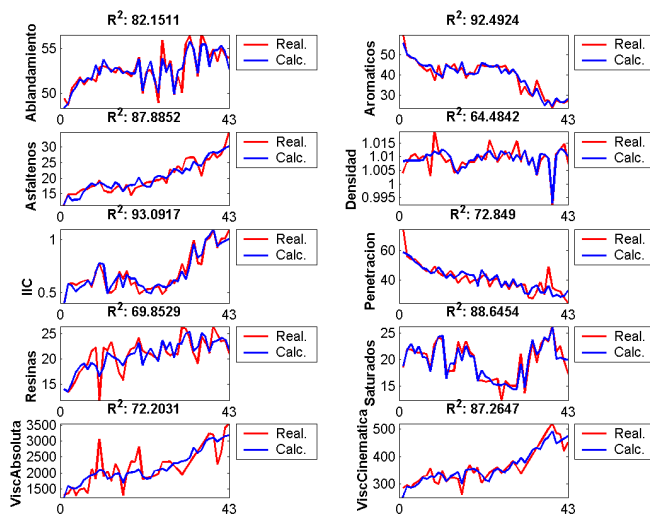 R²: 82.1511
Ablandamiento
55
50
0
43
Real.
Calc.
R²: 92.4924
Aromaticos
50
40
30
0
43
Real.
Calc.
R²: 87.8852
Asfaltenos
30
25
20
15
0
43
Real.
Calc.
R²: 64.4842
Densidad
1.015
1.01
1.005
1
0.995
0
43
Real.
Calc.
R²: 93.0917
IIC
1
0.5
0
43
Real.
Calc.
R²: 72.849
Penetracion
60
40
0
43
Real.
Calc.
R²: 69.8529
Resinas
25
20
15
0
43
Real.
Calc.
R²: 88.6454
Saturados
25
20
15
0
43
Real.
Calc.
R²: 72.2031
ViscAbsoluta
3500
3000
2500
2000
1500
0
43
Real.
Calc.
R²: 87.2647
ViscCinematica
500
400
300
0
43
Real.
Calc.